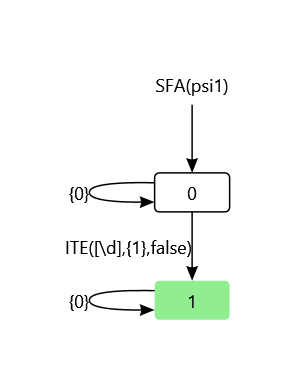 SFA(psi1)
{0}
0
ITE([\d],{1},false)
{0}
1